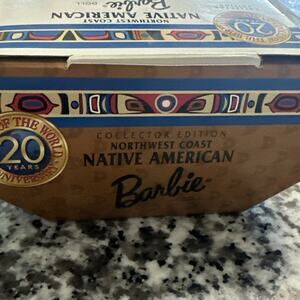 NORTHWEST COAST
NATIVE AMERICAN
Barbie DOLL
20
OF THE WORLD
20
YEARS
ANNIVERSARY
COLLECTOR EDITION
NORTHWEST COAST
NATIVE AMERICAN
Barbie